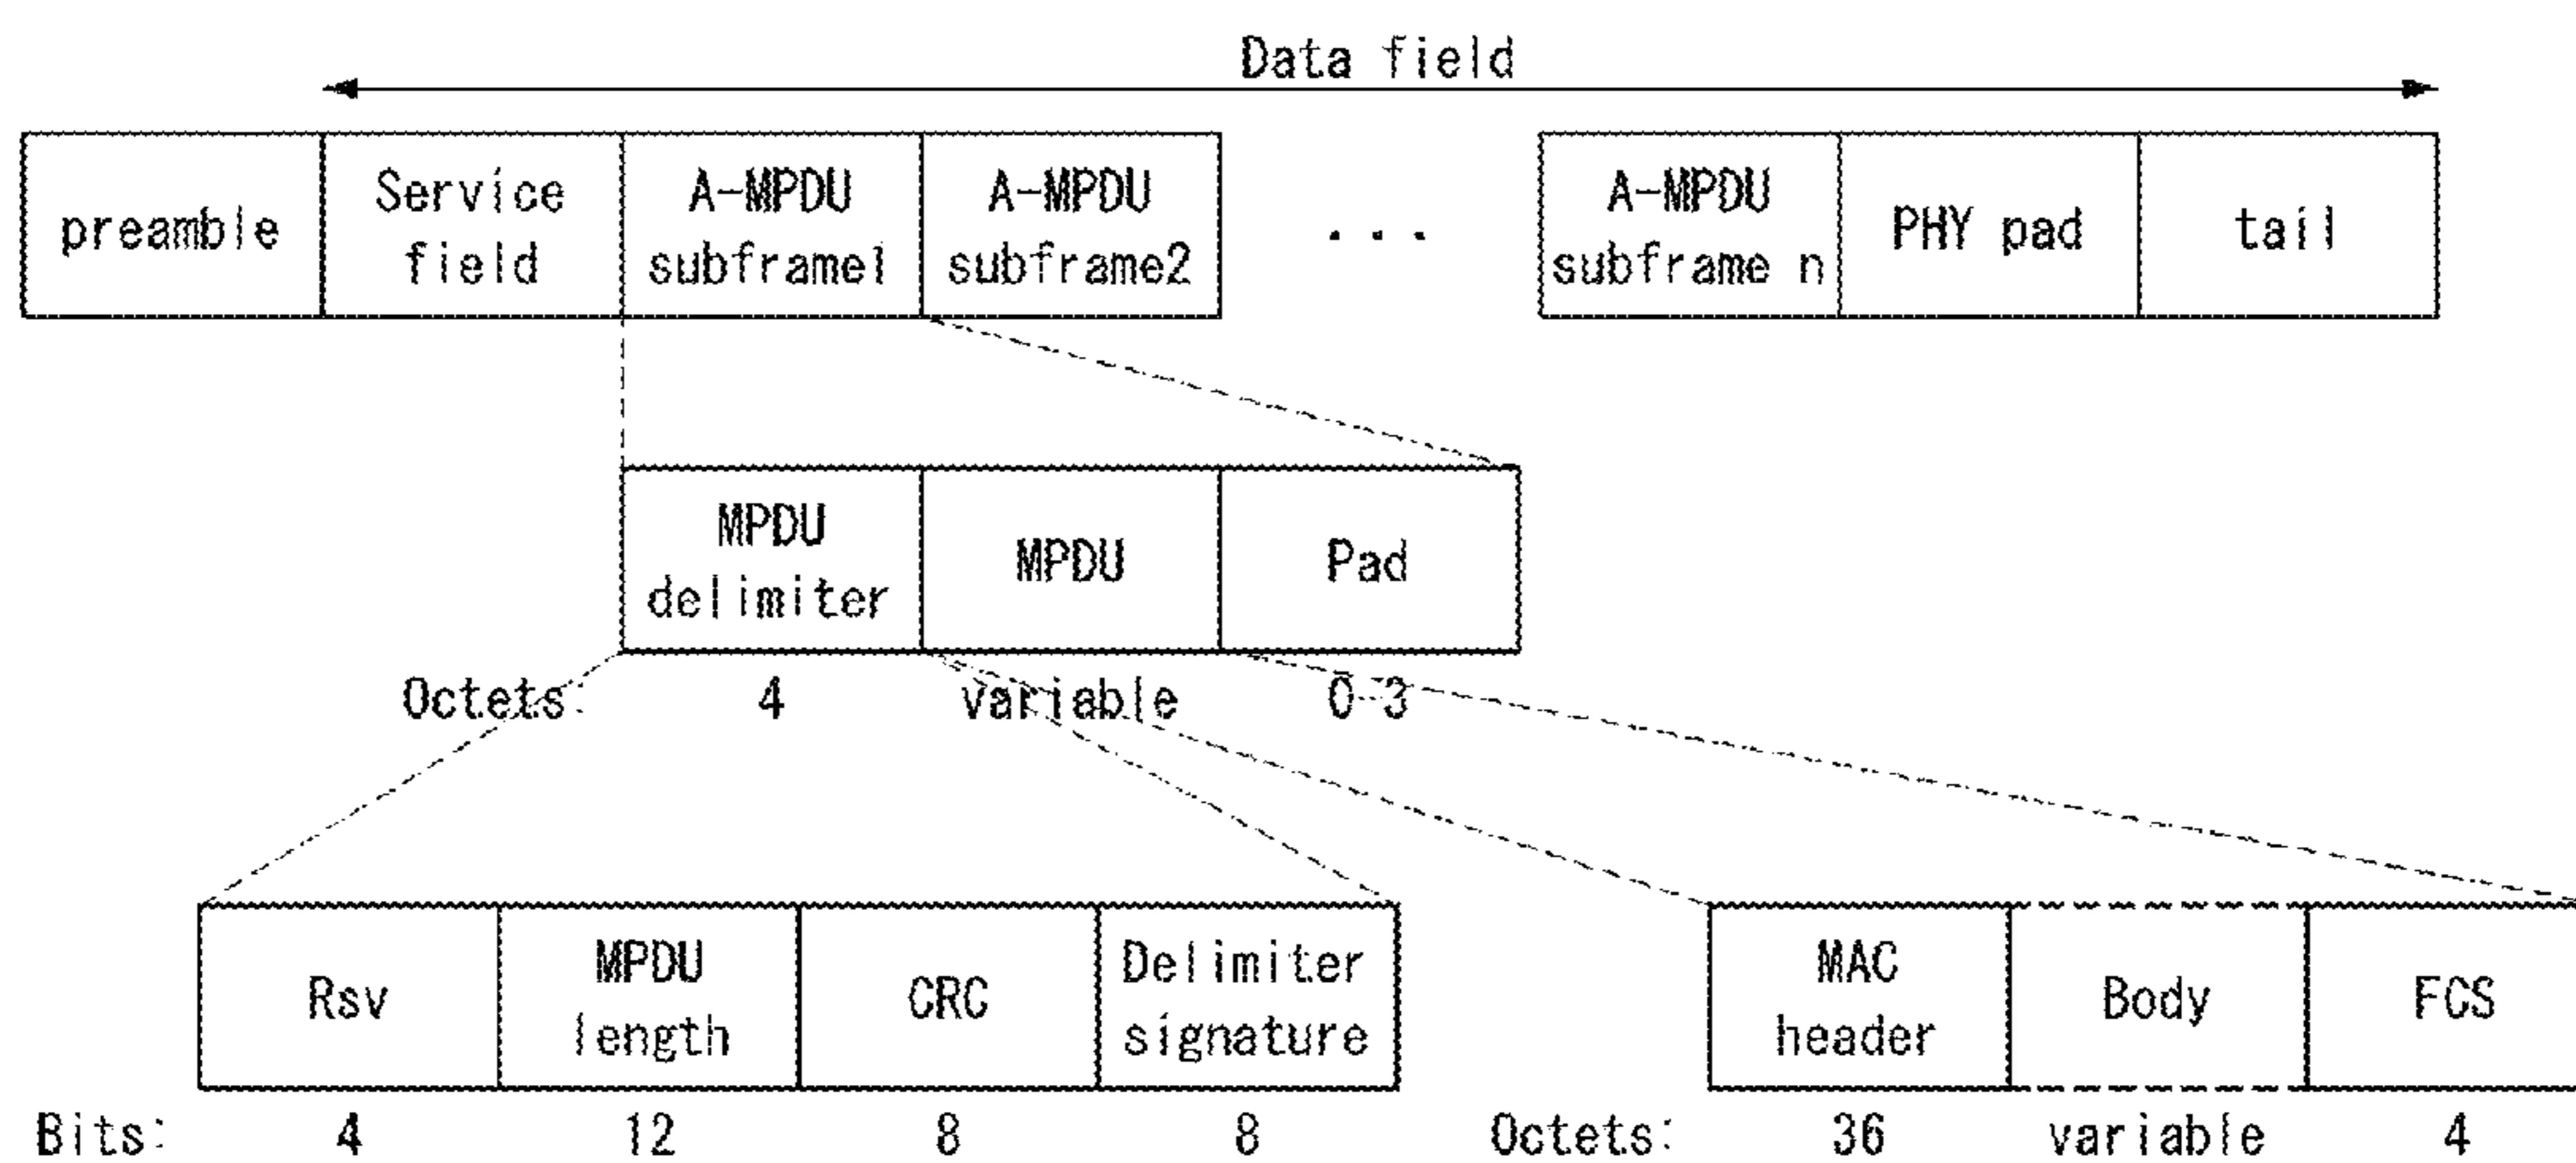 Data field
preamble
Service
field
A-MPDU
subframe1
A-MPDU
subframe2
...
A-MPDU
subframe n
PHY pad
tail
MPDU
delimiter
MPDU
Pad
Octets: 4 variable 0-3
Rsv
MPDU
length
CRC
Delimiter
signature
MAC
header
Body
FCS
Bits: 4 12 8 8
Octets: 36 variable 4